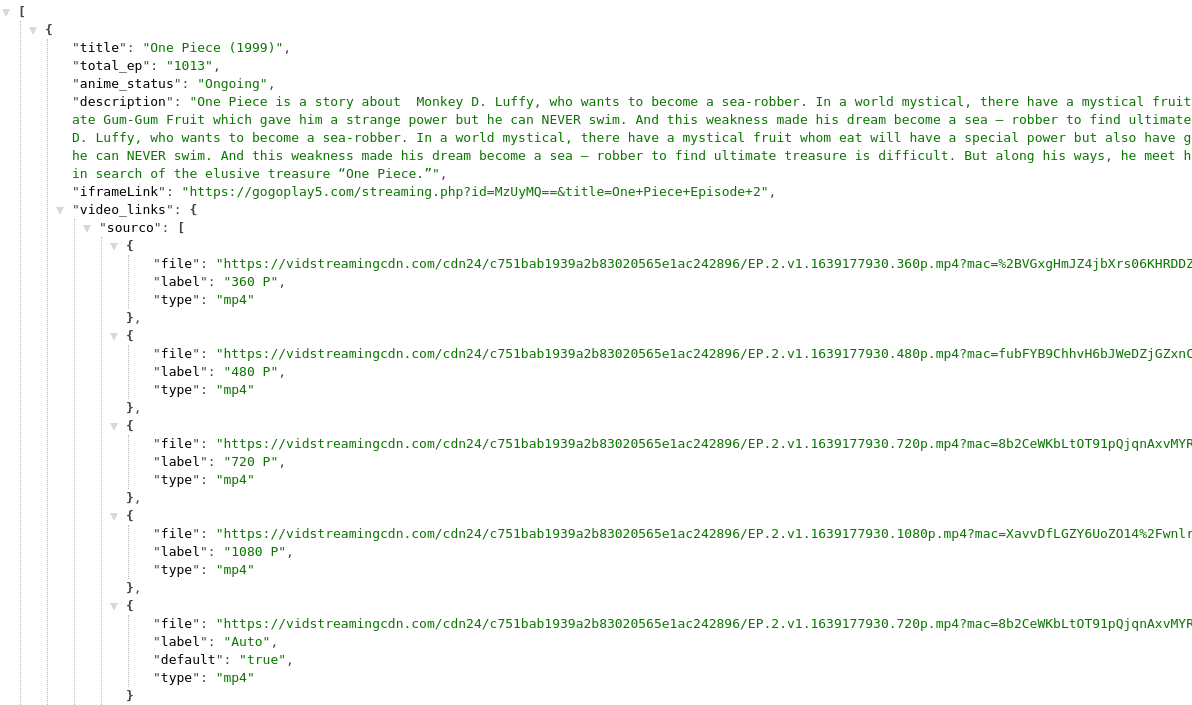 [
{
"title": "One Piece (1999)",
"total_ep": "1013",
"anime_status": "Ongoing",
"description": "One Piece is a story about  Monkey D. Luffy, who wants to become a sea-robber. In a world mystical, there have a mystical fruit
ate Gum-Gum Fruit which gave him a strange power but he can NEVER swim. And this weakness made his dream become a sea – robber to find ultimate
D. Luffy, who wants to become a sea-robber. In a world mystical, there have a mystical fruit whom eat will have a special power but also have g
he can NEVER swim. And this weakness made his dream become a sea – robber to find ultimate treasure is difficult. But along his ways, he meet h
in search of the elusive treasure “One Piece.”",
"iframeLink": "https://gogoplay5.com/streaming.php?id=MzUyMQ==&title=One+Piece+Episode+2",
"video_links": {
"sourco": [
{
"file": "https://vidstreamingcdn.com/cdn24/c751bab1939a2b83020565e1ac242896/EP.2.v1.1639177930.360p.mp4?mac=%2BVGxgHmJZ4jbXrs06KHRDDZ
"label": "360 P",
"type": "mp4"
},
{
"file": "https://vidstreamingcdn.com/cdn24/c751bab1939a2b83020565e1ac242896/EP.2.v1.1639177930.480p.mp4?mac=fubFYB9ChhvH6bJWeDZjGZxnC
"label": "480 P",
"type": "mp4"
},
{
"file": "https://vidstreamingcdn.com/cdn24/c751bab1939a2b83020565e1ac242896/EP.2.v1.1639177930.720p.mp4?mac=8b2CeWKbLtOT91pQjqnAxvMYR
"label": "720 P",
"type": "mp4"
},
{
"file": "https://vidstreamingcdn.com/cdn24/c751bab1939a2b83020565e1ac242896/EP.2.v1.1639177930.1080p.mp4?mac=XavvDfLGZY6UoZO14%2Fwnlr
"label": "1080 P",
"type": "mp4"
},
{
"file": "https://vidstreamingcdn.com/cdn24/c751bab1939a2b83020565e1ac242896/EP.2.v1.1639177930.720p.mp4?mac=8b2CeWKbLtOT91pQjqnAxvMYR
"label": "Auto",
"default": "true",
"type": "mp4"
}